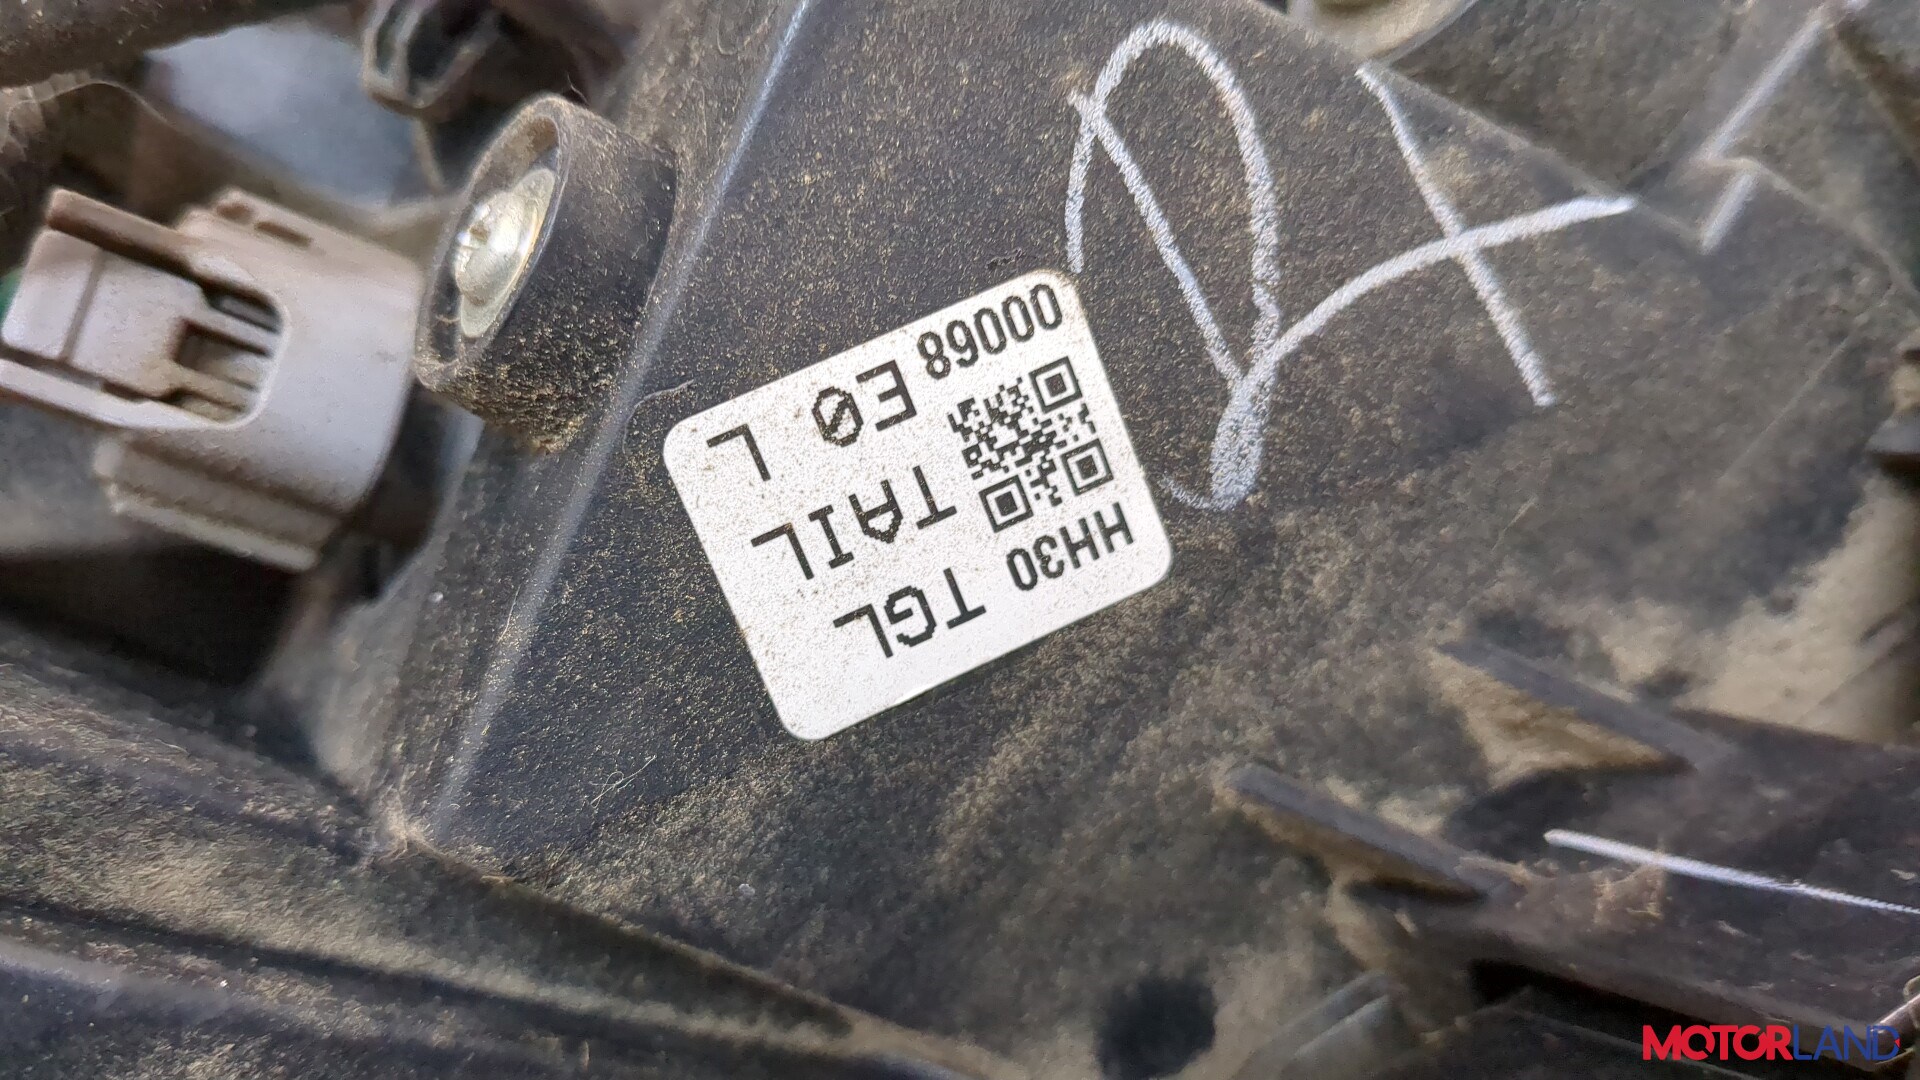 HH30 TGL
TAIL
00068 E0 L
MOTORLAND